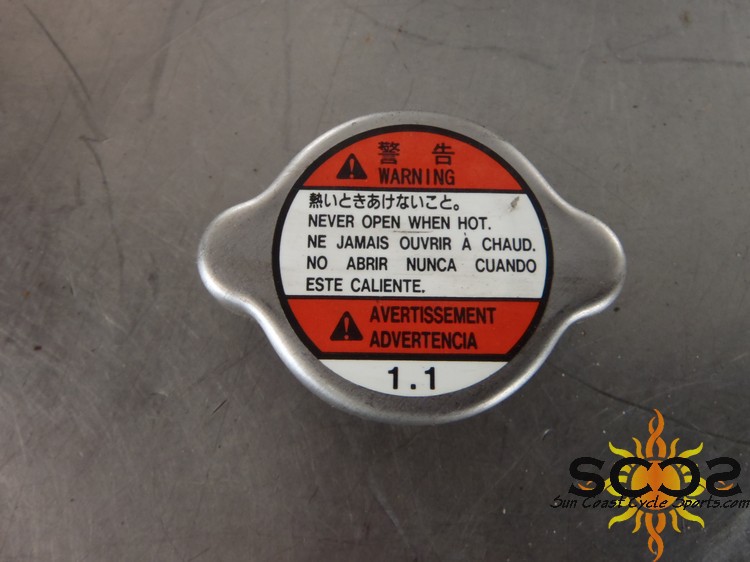 警 告
WARNING
熱いときあけないこと。
NEVER OPEN WHEN HOT.
NE JAMAIS OUVRIR À CHAUD.
NO ABRIR NUNCA CUANDO
ESTE CALIENTE.
AVERTISSEMENT
ADVERTENCIA
1.1
SCCS
Sun Coast Cycle Sports.com